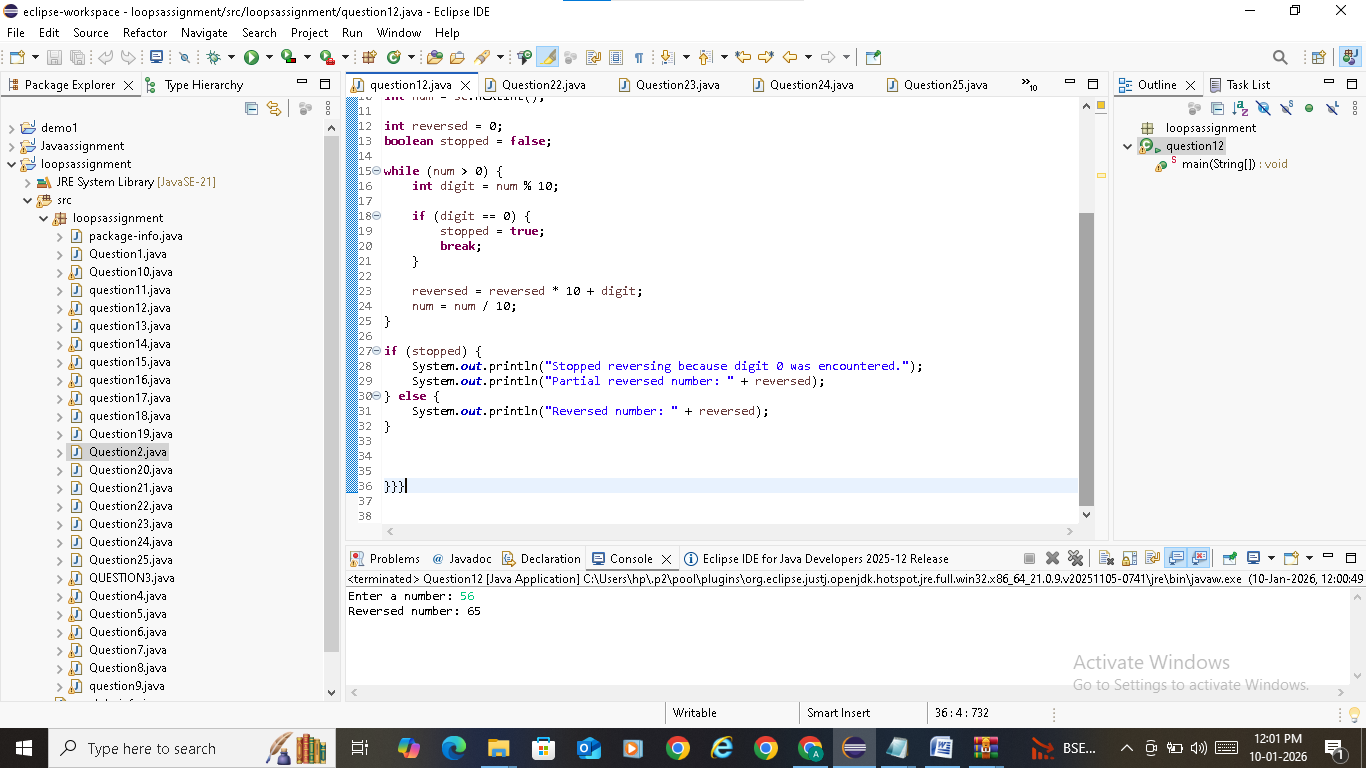 eclipse-workspace - loopsassignment/src/loopsassignment/question12.java - Eclipse IDE
File Edit Source Refactor Navigate Search Project Run Window Help
Package Explorer Type Hierarchy
demo1
Javaassignment
loopsassignment
JRE System Library [JavaSE-21]
src
loopsassignment
package-info.java
Question1.java
Question10.java
question11.java
question12.java
question13.java
question14.java
question15.java
question16.java
question17.java
question18.java
Question19.java
Question2.java
Question20.java
Question21.java
Question22.java
Question23.java
Question24.java
Question25.java
QUESTION3.java
Question4.java
Question5.java
Question6.java
Question7.java
Question8.java
question9.java
question12.java Question22.java Question23.java Question24.java Question25.java »10
11
12 int reversed = 0;
13 boolean stopped = false;
14
15 while (num > 0) {
16 int digit = num % 10;
17
18 if (digit == 0) {
19 stopped = true;
20 break;
21 }
22
23 reversed = reversed * 10 + digit;
24 num = num / 10;
25 }
26
27 if (stopped) {
28 System.out.println("Stopped reversing because digit 0 was encountered.");
29 System.out.println("Partial reversed number: " + reversed);
30 } else {
31 System.out.println("Reversed number: " + reversed);
32 }
33
34
35
36 }}}
37
38
Outline Task List
loopsassignment
question12
main(String[]) : void
Problems Javadoc Declaration Console Eclipse IDE for Java Developers 2025-12 Release
<terminated> Question12 [Java Application] C:\Users\hp\.p2\pool\plugins\org.eclipse.justj.openjdk.hotspot.jre.full.win32.x86_64_21.0.9.v20251105-0741\jre\bin\javaw.exe (10-Jan-2026, 12:00:49
Enter a number: 56
Reversed number: 65
Activate Windows
Go to Settings to activate Windows.
Writable Smart Insert 36 : 4 : 732
Type here to search
BSE...
12:01 PM
10-01-2026
1